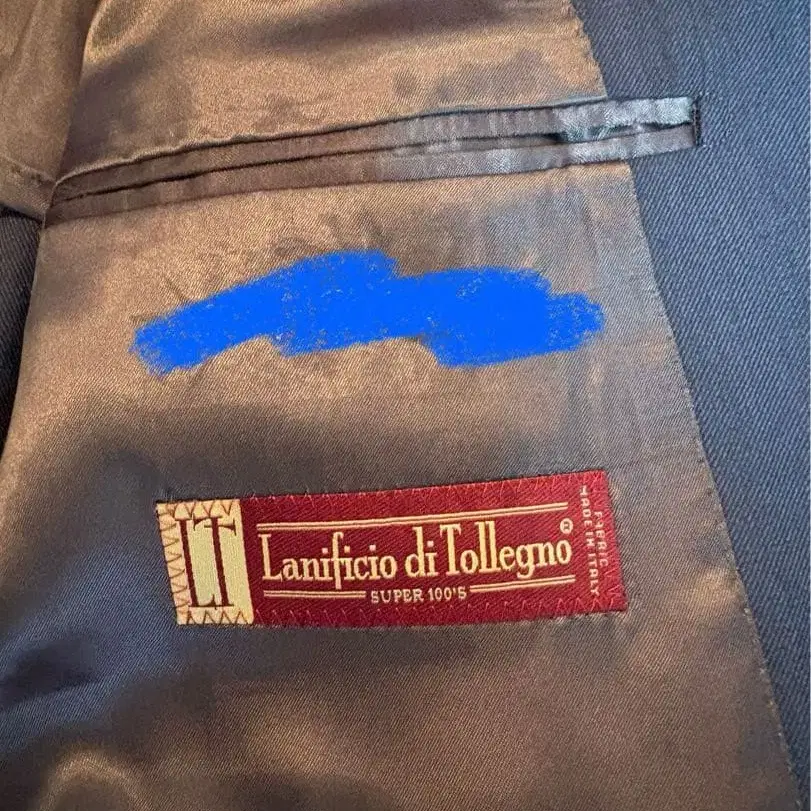 LT
Lanificio di Tollegno®
SUPER 100'S
FABRIC
MADE IN ITALY